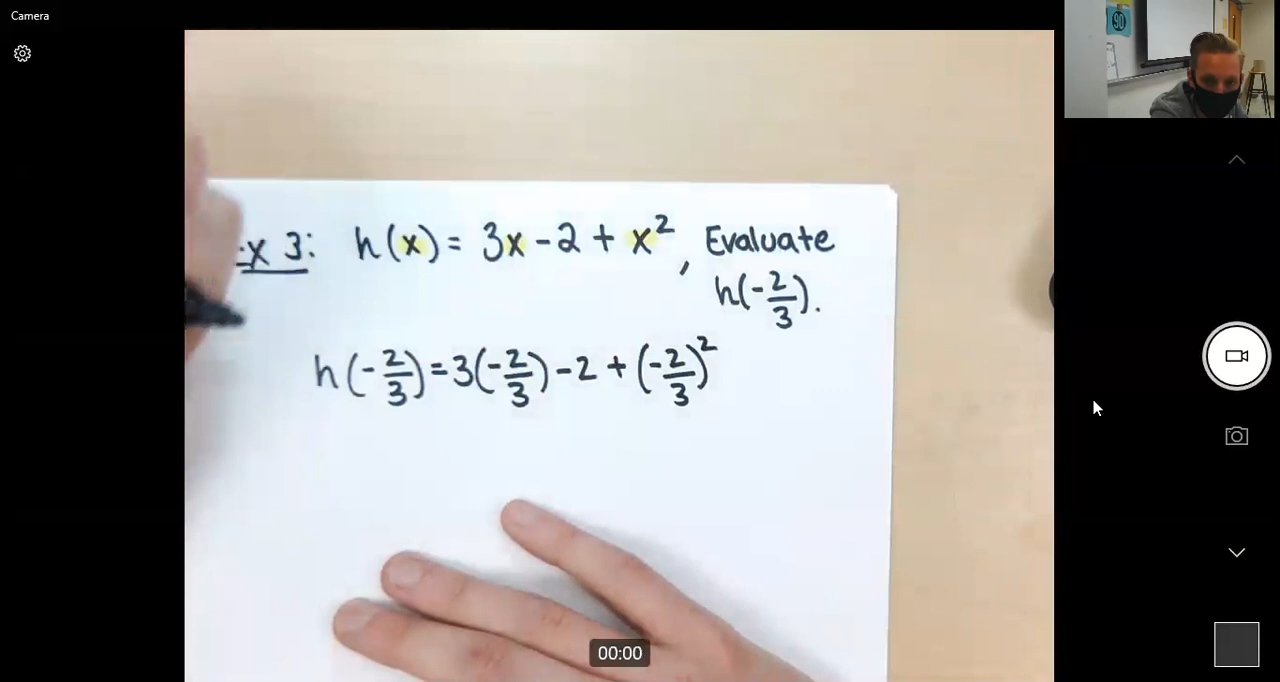 Camera
90
x 3: h(x) = 3x - 2 + x², Evaluate
h(-2/3).
h(-2/3) = 3(-2/3) - 2 + (-2/3)²
00:00